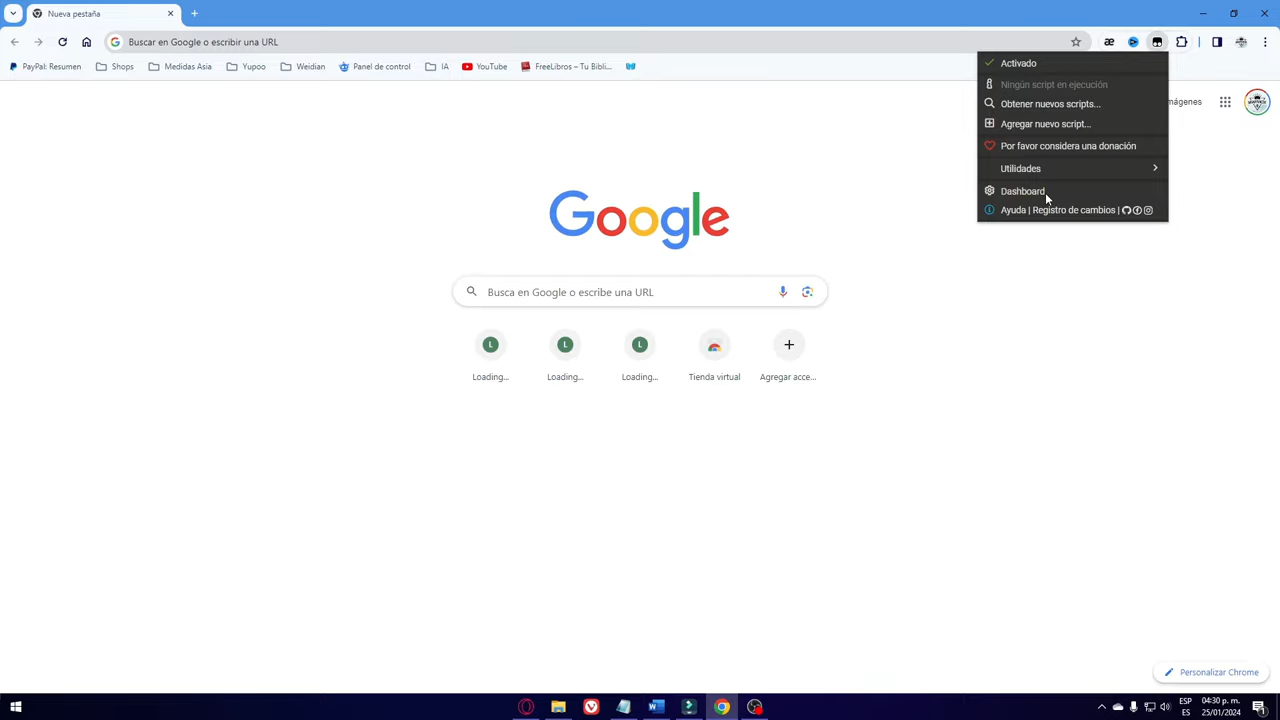 Nueva pestaña
Buscar en Google o escribir una URL
PayPal: Resumen
Shops
Medidas Asia
Yupoo
Weidian
Panel de control
IA
YouTube
FreeLibros – Tu Bibli...
Activado
Ningún script en ejecución
Obtener nuevos scripts...
Agregar nuevo script...
Por favor considera una donación
Utilidades
Dashboard
Ayuda | Registro de cambios |
mágenes
Google
Busca en Google o escribe una URL
L
L
L
Loading...
Loading...
Loading...
Tienda virtual
Agregar acce...
Personalizar Chrome
ESP
ES
04:30 p. m.
25/01/2024